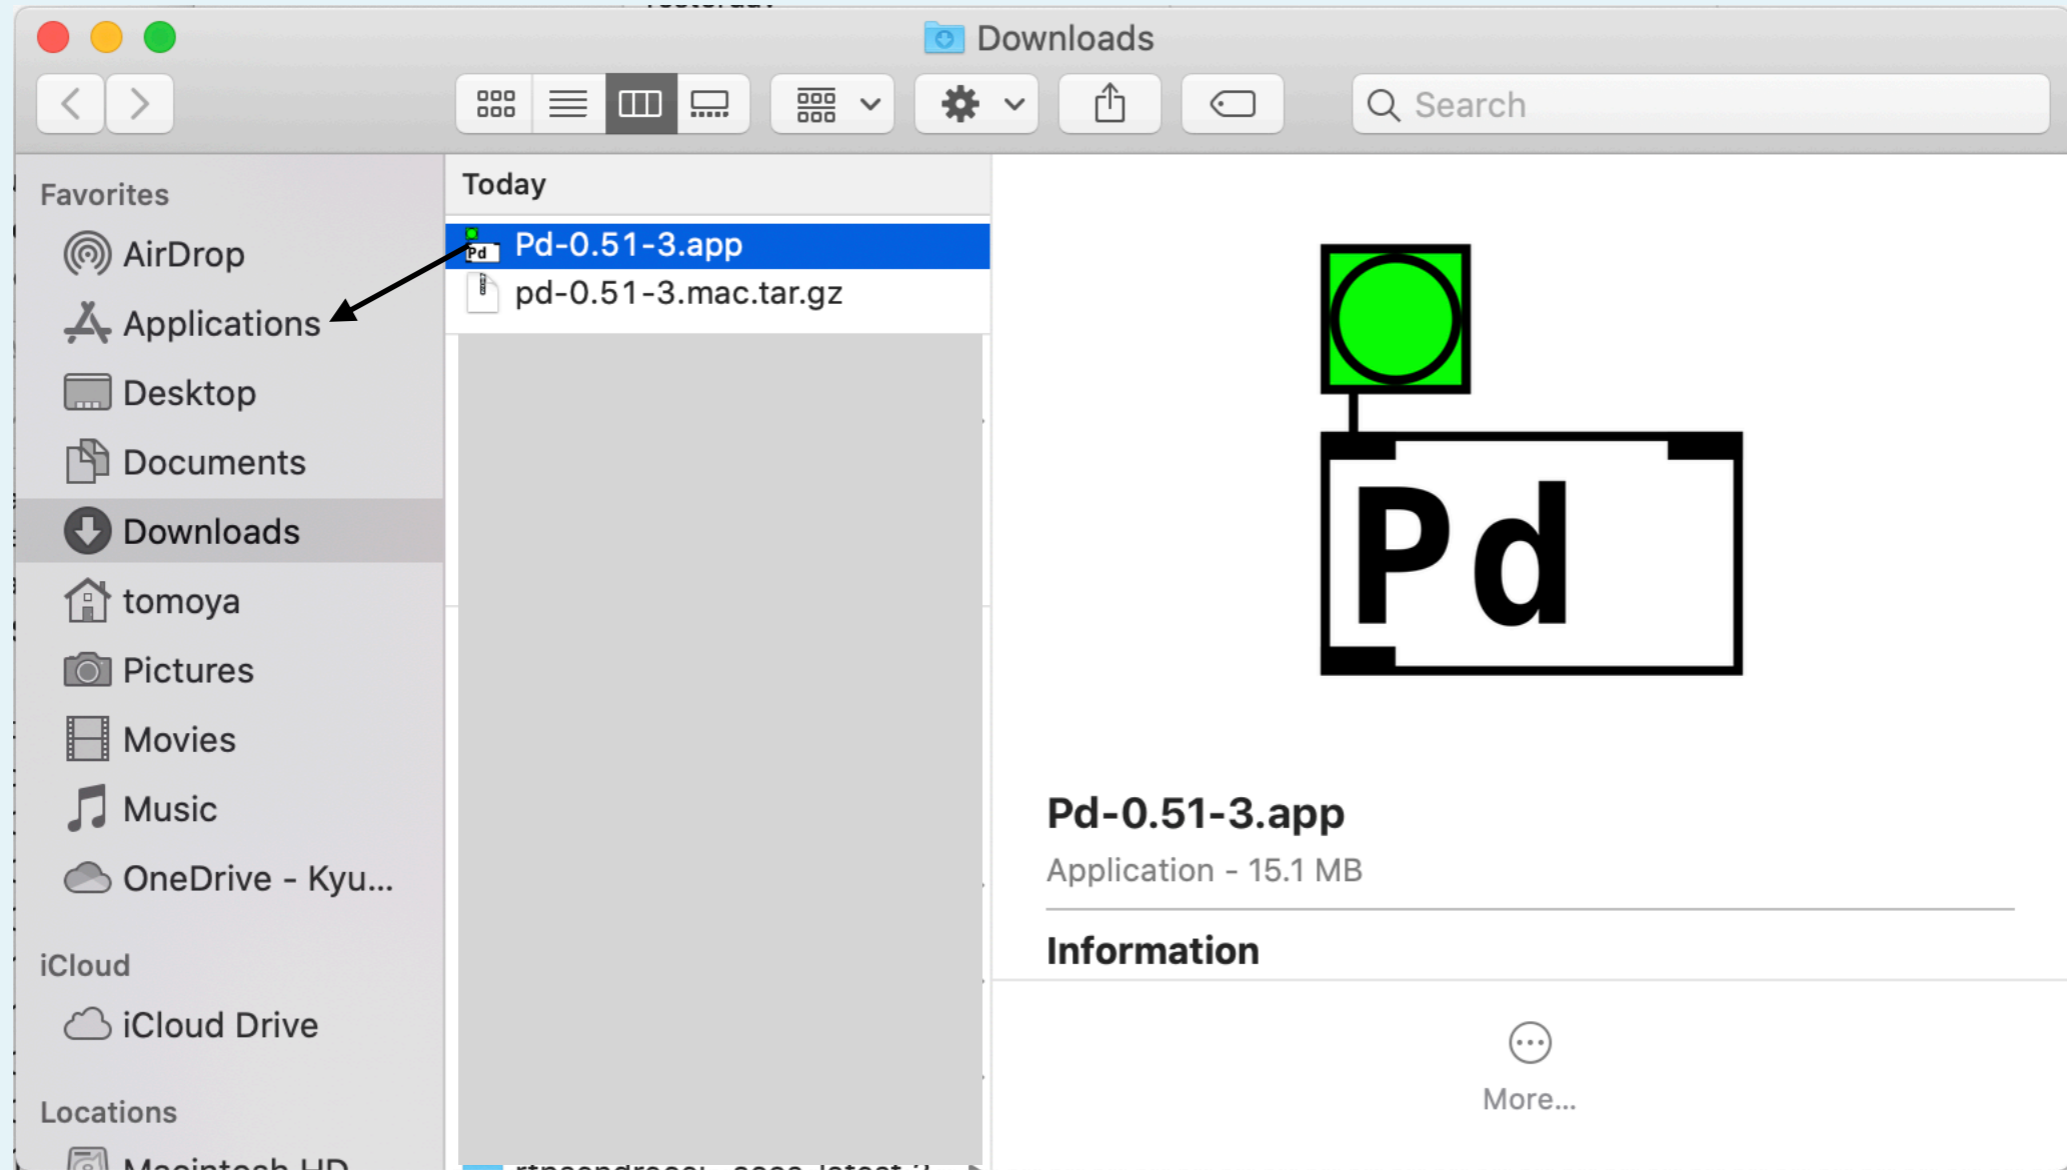 Downloads
Search
Favorites
AirDrop
Applications
Desktop
Documents
Downloads
tomoya
Pictures
Movies
Music
OneDrive - Kyu...
iCloud
iCloud Drive
Locations
Macintosh HD
Today
Pd-0.51-3.app
pd-0.51-3.mac.tar.gz
Pd
Pd-0.51-3.app
Application - 15.1 MB
Information
More...